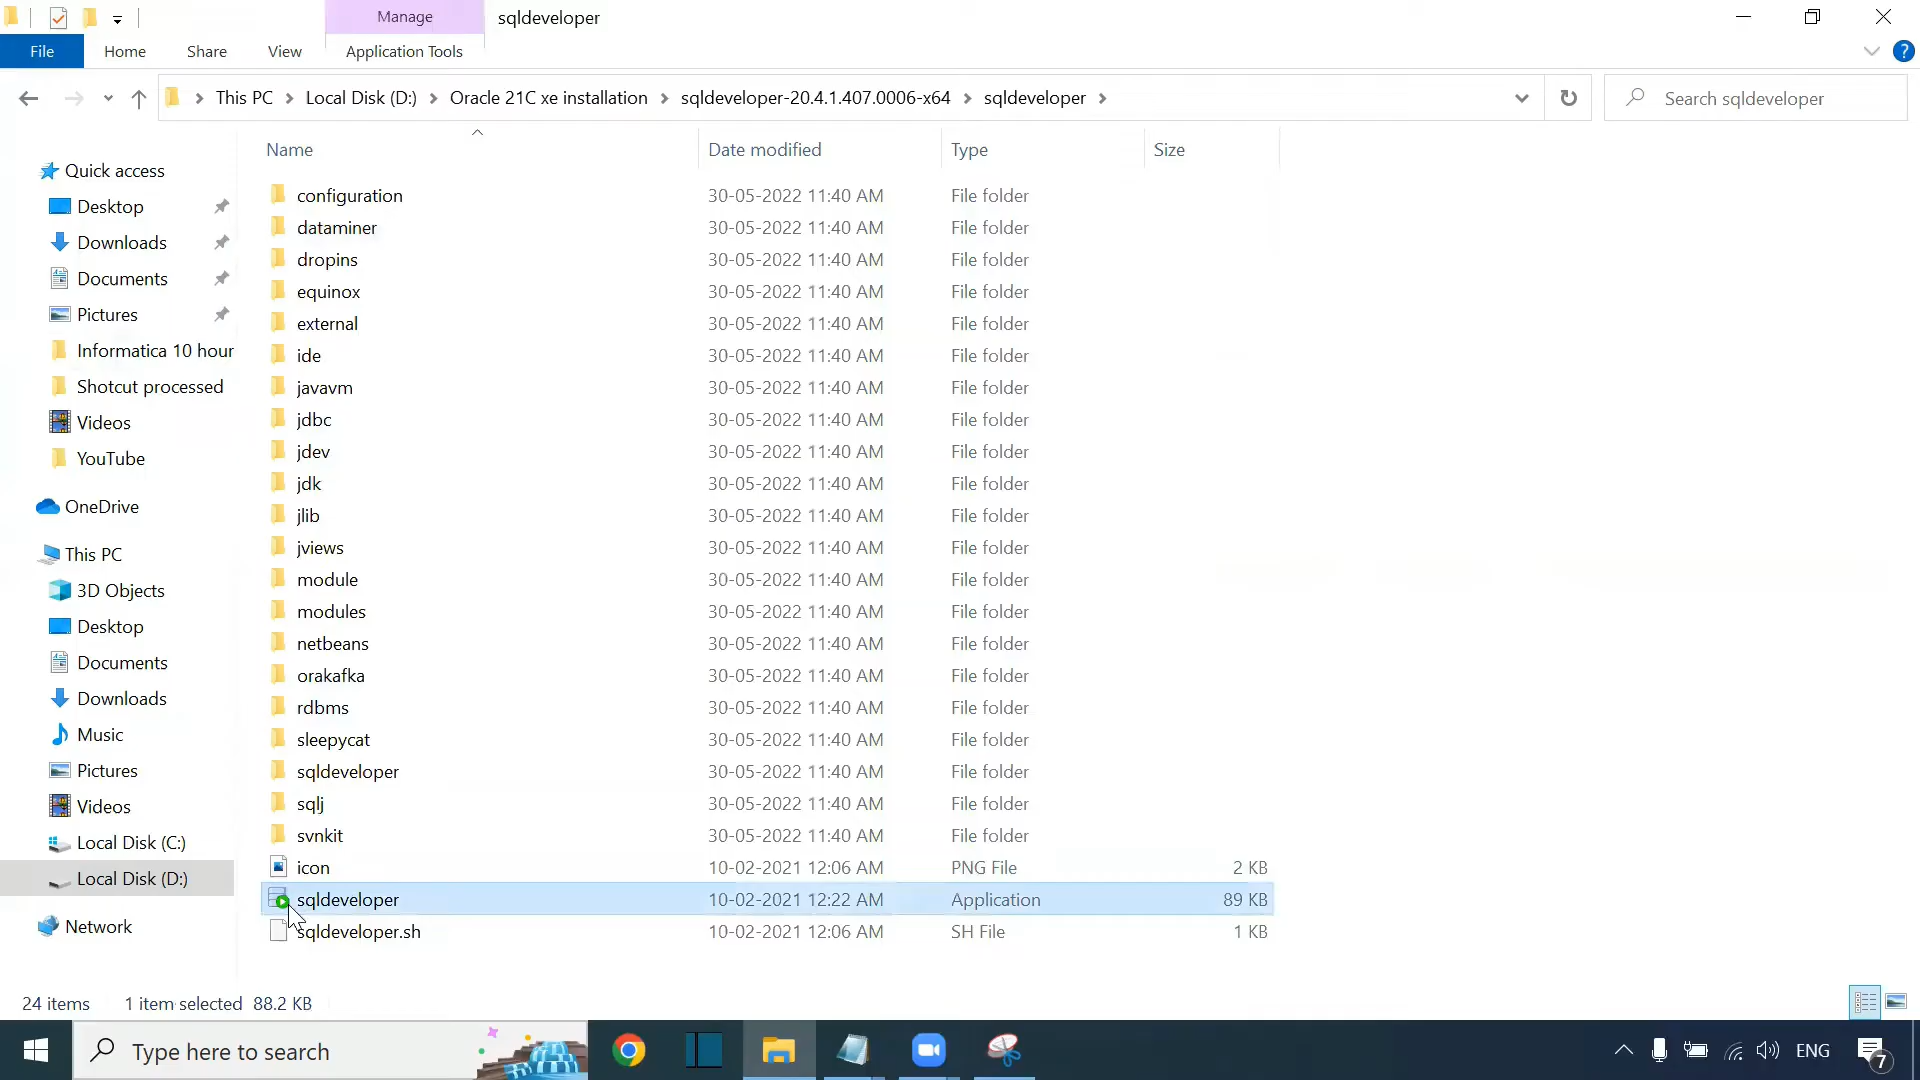 Manage
sqldeveloper
File
Home
Share
View
Application Tools
This PC
Local Disk (D:)
Oracle 21C xe installation
sqldeveloper-20.4.1.407.0006-x64
sqldeveloper
Search sqldeveloper
Name
Date modified
Type
Size
Quick access
Desktop
Downloads
Documents
Pictures
Informatica 10 hour
Shotcut processed
Videos
YouTube
OneDrive
This PC
3D Objects
Desktop
Documents
Downloads
Music
Pictures
Videos
Local Disk (C:)
Local Disk (D:)
Network
configuration 30-05-2022 11:40 AM File folder
dataminer 30-05-2022 11:40 AM File folder
dropins 30-05-2022 11:40 AM File folder
equinox 30-05-2022 11:40 AM File folder
external 30-05-2022 11:40 AM File folder
ide 30-05-2022 11:40 AM File folder
javavm 30-05-2022 11:40 AM File folder
jdbc 30-05-2022 11:40 AM File folder
jdev 30-05-2022 11:40 AM File folder
jdk 30-05-2022 11:40 AM File folder
jlib 30-05-2022 11:40 AM File folder
jviews 30-05-2022 11:40 AM File folder
module 30-05-2022 11:40 AM File folder
modules 30-05-2022 11:40 AM File folder
netbeans 30-05-2022 11:40 AM File folder
orakafka 30-05-2022 11:40 AM File folder
rdbms 30-05-2022 11:40 AM File folder
sleepycat 30-05-2022 11:40 AM File folder
sqldeveloper 30-05-2022 11:40 AM File folder
sqlj 30-05-2022 11:40 AM File folder
svnkit 30-05-2022 11:40 AM File folder
icon 10-02-2021 12:06 AM PNG File 2 KB
sqldeveloper 10-02-2021 12:22 AM Application 89 KB
sqldeveloper.sh 10-02-2021 12:06 AM SH File 1 KB
24 items 1 item selected 88.2 KB
Type here to search
ENG
7